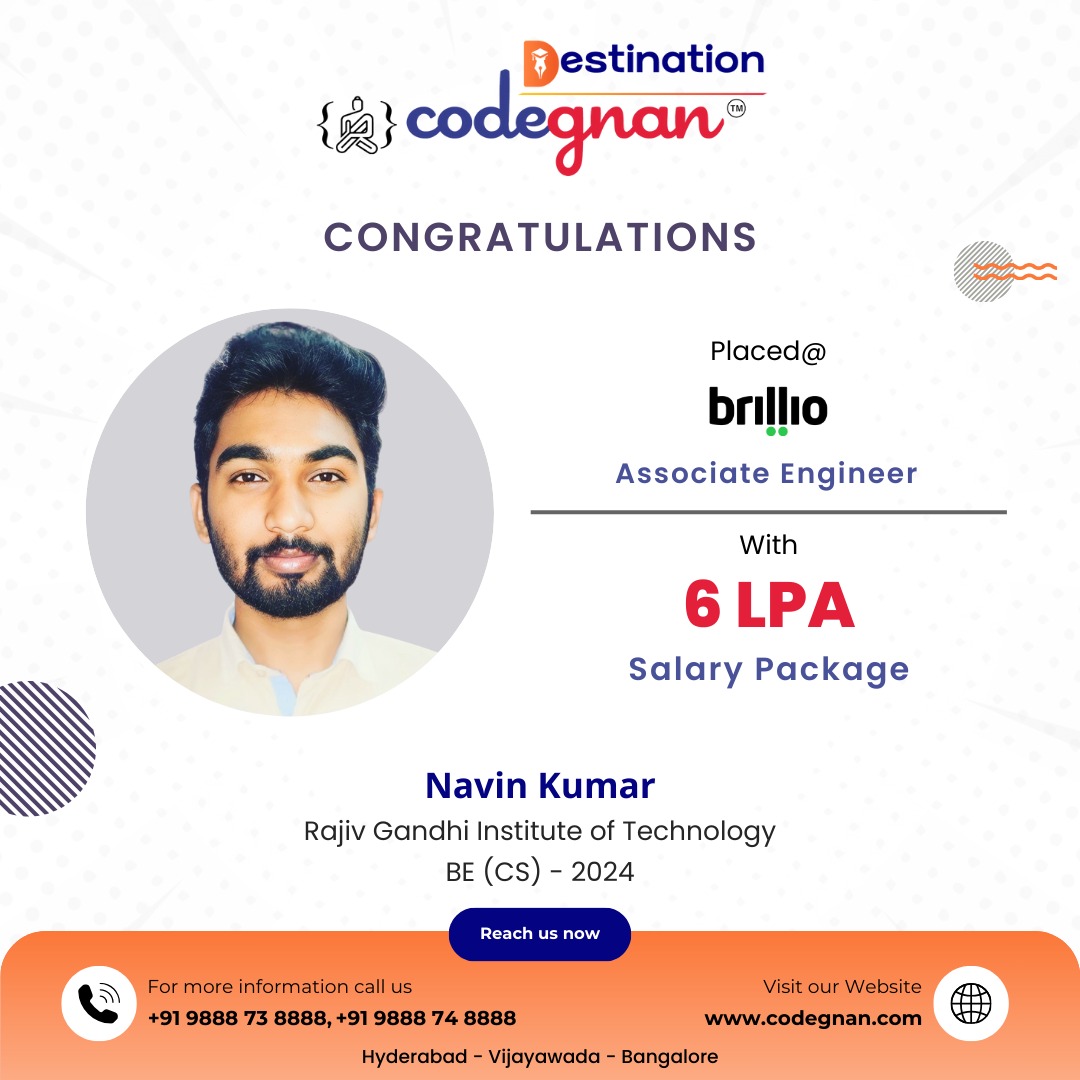 Destination
codegnan™
CONGRATULATIONS
Placed@
brillio
Associate Engineer
With
6 LPA
Salary Package
Navin Kumar
Rajiv Gandhi Institute of Technology
BE (CS) - 2024
Reach us now
For more information call us
+91 9888 73 8888, +91 9888 74 8888
Visit our Website
www.codegnan.com
Hyderabad - Vijayawada - Bangalore